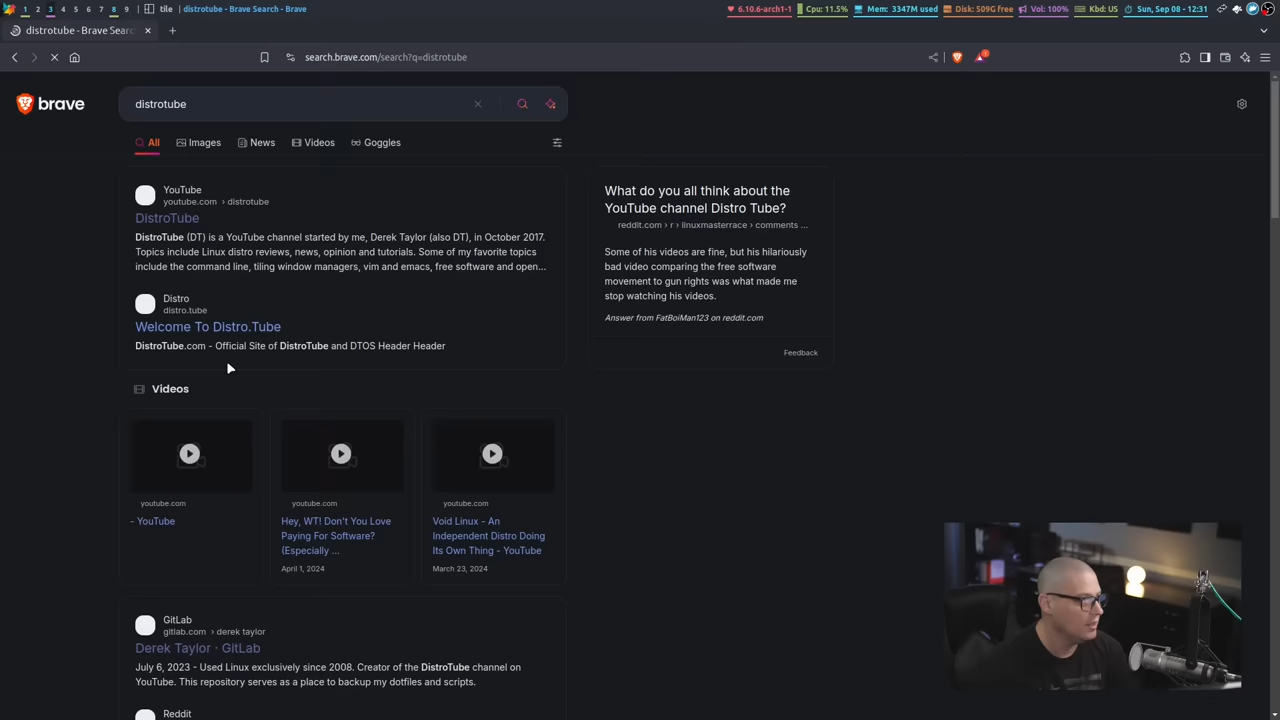 1 2 3 4 5 6 7 8 9 tile distrotube - Brave Search - Brave
6.10.6-arch1-1 Cpu: 11.5% Mem: 3347M used Disk: 509G free Vol: 100% Kbd: US Sun, Sep 08 - 12:31
distrotube - Brave Searc
search.brave.com/search?q=distrotube
brave
distrotube
All Images News Videos Goggles
YouTube
youtube.com › distrotube
DistroTube
DistroTube (DT) is a YouTube channel started by me, Derek Taylor (also DT), in October 2017.
Topics include Linux distro reviews, news, opinion and tutorials. Some of my favorite topics
include the command line, tiling window managers, vim and emacs, free software and open...
Distro
distro.tube
Welcome To Distro.Tube
DistroTube.com - Official Site of DistroTube and DTOS Header Header
What do you all think about the
YouTube channel Distro Tube?
reddit.com › r › linuxmasterrace › comments ...
Some of his videos are fine, but his hilariously
bad video comparing the free software
movement to gun rights was what made me
stop watching his videos.
Answer from FatBoiMan123 on reddit.com
Feedback
Videos
youtube.com
- YouTube
youtube.com
Hey, WT! Don't You Love
Paying For Software?
(Especially ...
April 1, 2024
youtube.com
Void Linux - An
Independent Distro Doing
Its Own Thing - YouTube
March 23, 2024
GitLab
gitlab.com › derek taylor
Derek Taylor · GitLab
July 6, 2023 - Used Linux exclusively since 2008. Creator of the DistroTube channel on
YouTube. This repository serves as a place to backup my dotfiles and scripts.
Reddit